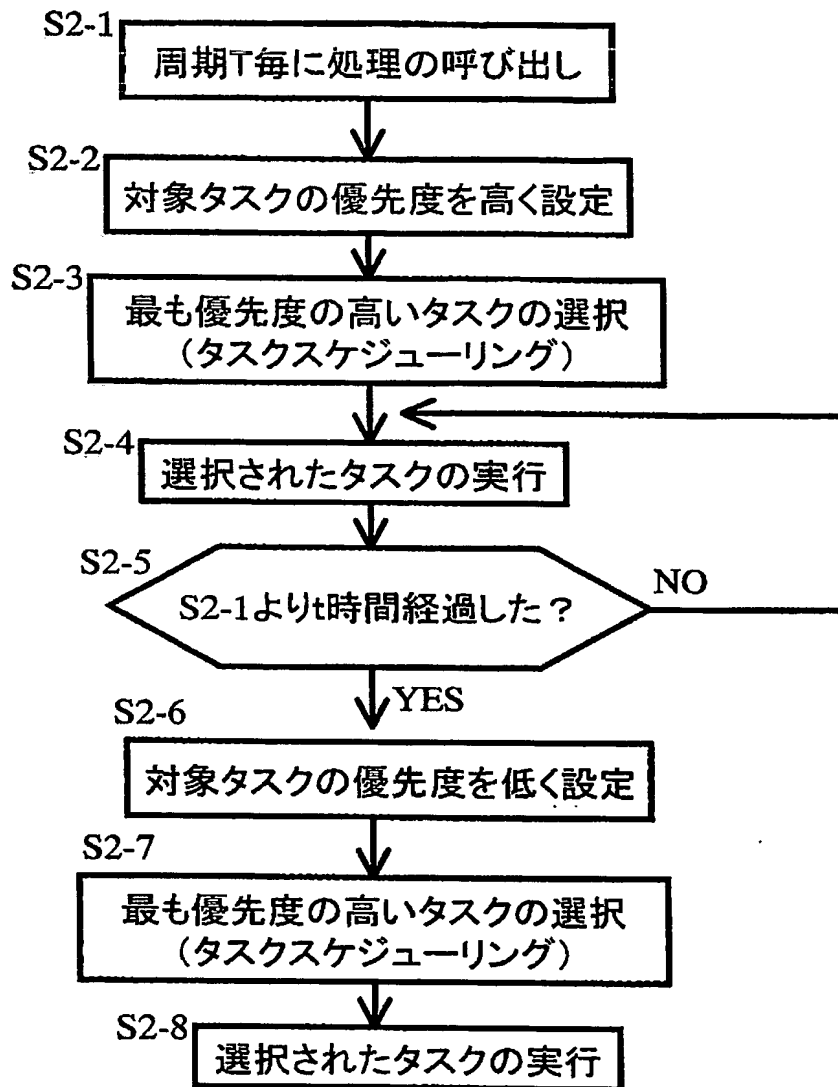 S2-1
周期T毎に処理の呼び出し
S2-2
対象タスクの優先度を高く設定
S2-3
最も優先度の高いタスクの選択
(タスクスケジューリング)
S2-4
選択されたタスクの実行
S2-5
S2-1よりt時間経過した?
NO
YES
S2-6
対象タスクの優先度を低く設定
S2-7
最も優先度の高いタスクの選択
(タスクスケジューリング)
S2-8
選択されたタスクの実行